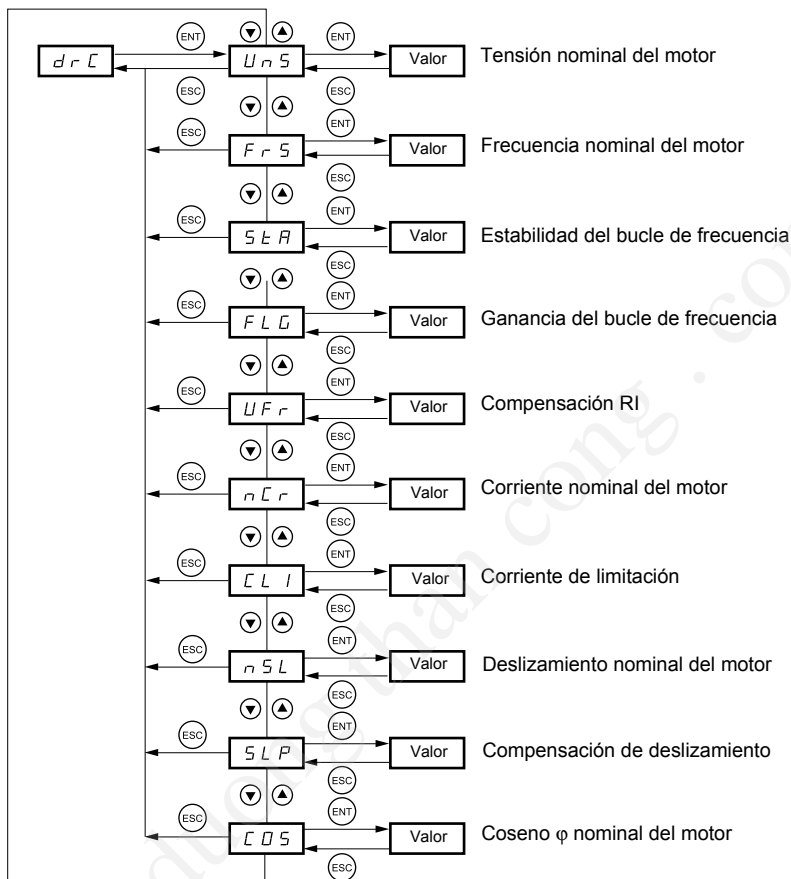 ENT
ENT
drC
UnS
Valor
Tensión nominal del motor
ESC
ESC
ESC
ENT
FrS
Valor
Frecuencia nominal del motor
ESC
ESC
ENT
StA
Valor
Estabilidad del bucle de frecuencia
ESC
ESC
ENT
FLG
Valor
Ganancia del bucle de frecuencia
ESC
ESC
ENT
UFr
Valor
Compensación RI
ESC
ESC
ENT
nCr
Valor
Corriente nominal del motor
ESC
ESC
ENT
CLI
Valor
Corriente de limitación
ESC
ESC
ENT
nSL
Valor
Deslizamiento nominal del motor
ESC
ESC
ENT
SLP
Valor
Compensación de deslizamiento
ESC
ESC
ENT
COS
Valor
Coseno φ nominal del motor
ESC
duong than cong . co